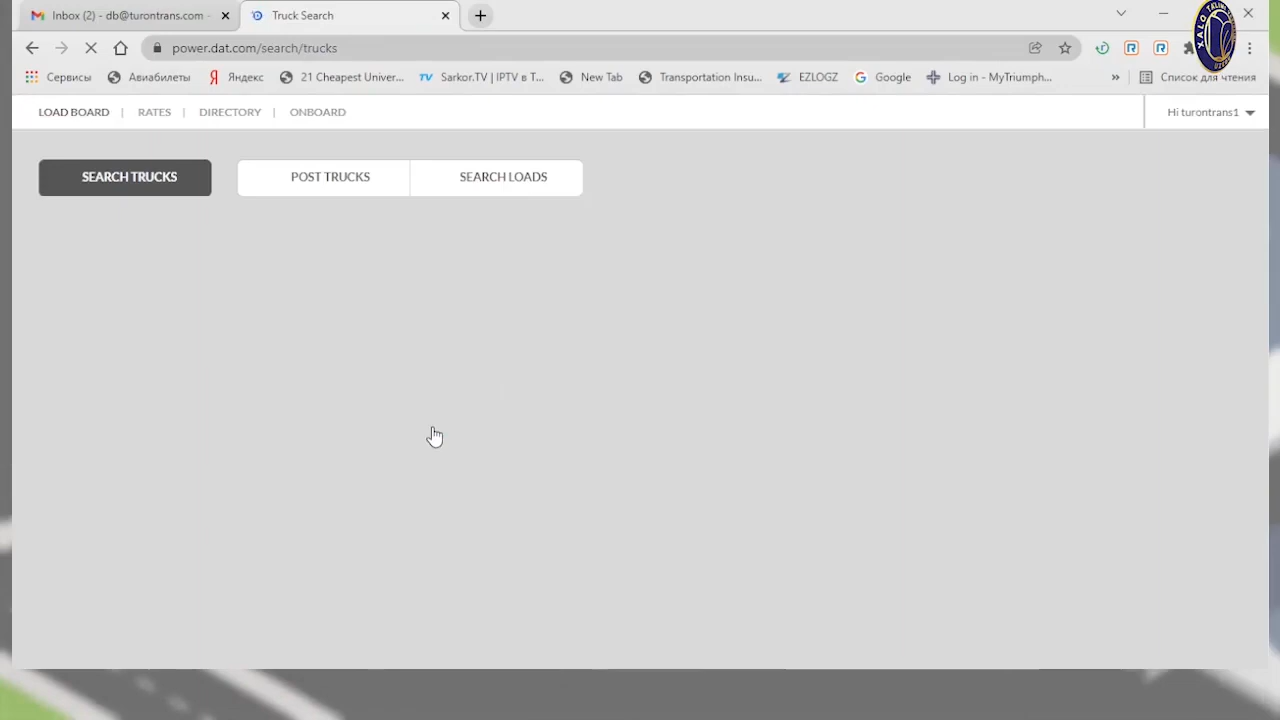 Inbox (2) - db@turontrans.com -
Truck Search
power.dat.com/search/trucks
Сервисы
Авиабилеты
Яндекс
21 Cheapest Univer...
Sarkor.TV | IPTV в Т...
New Tab
Transportation Insu...
EZLOGZ
Google
Log in - MyTriumph...
»
Список для чтения
LOAD BOARD | RATES | DIRECTORY | ONBOARD
Hi turontrans1
SEARCH TRUCKS
POST TRUCKS
SEARCH LOADS